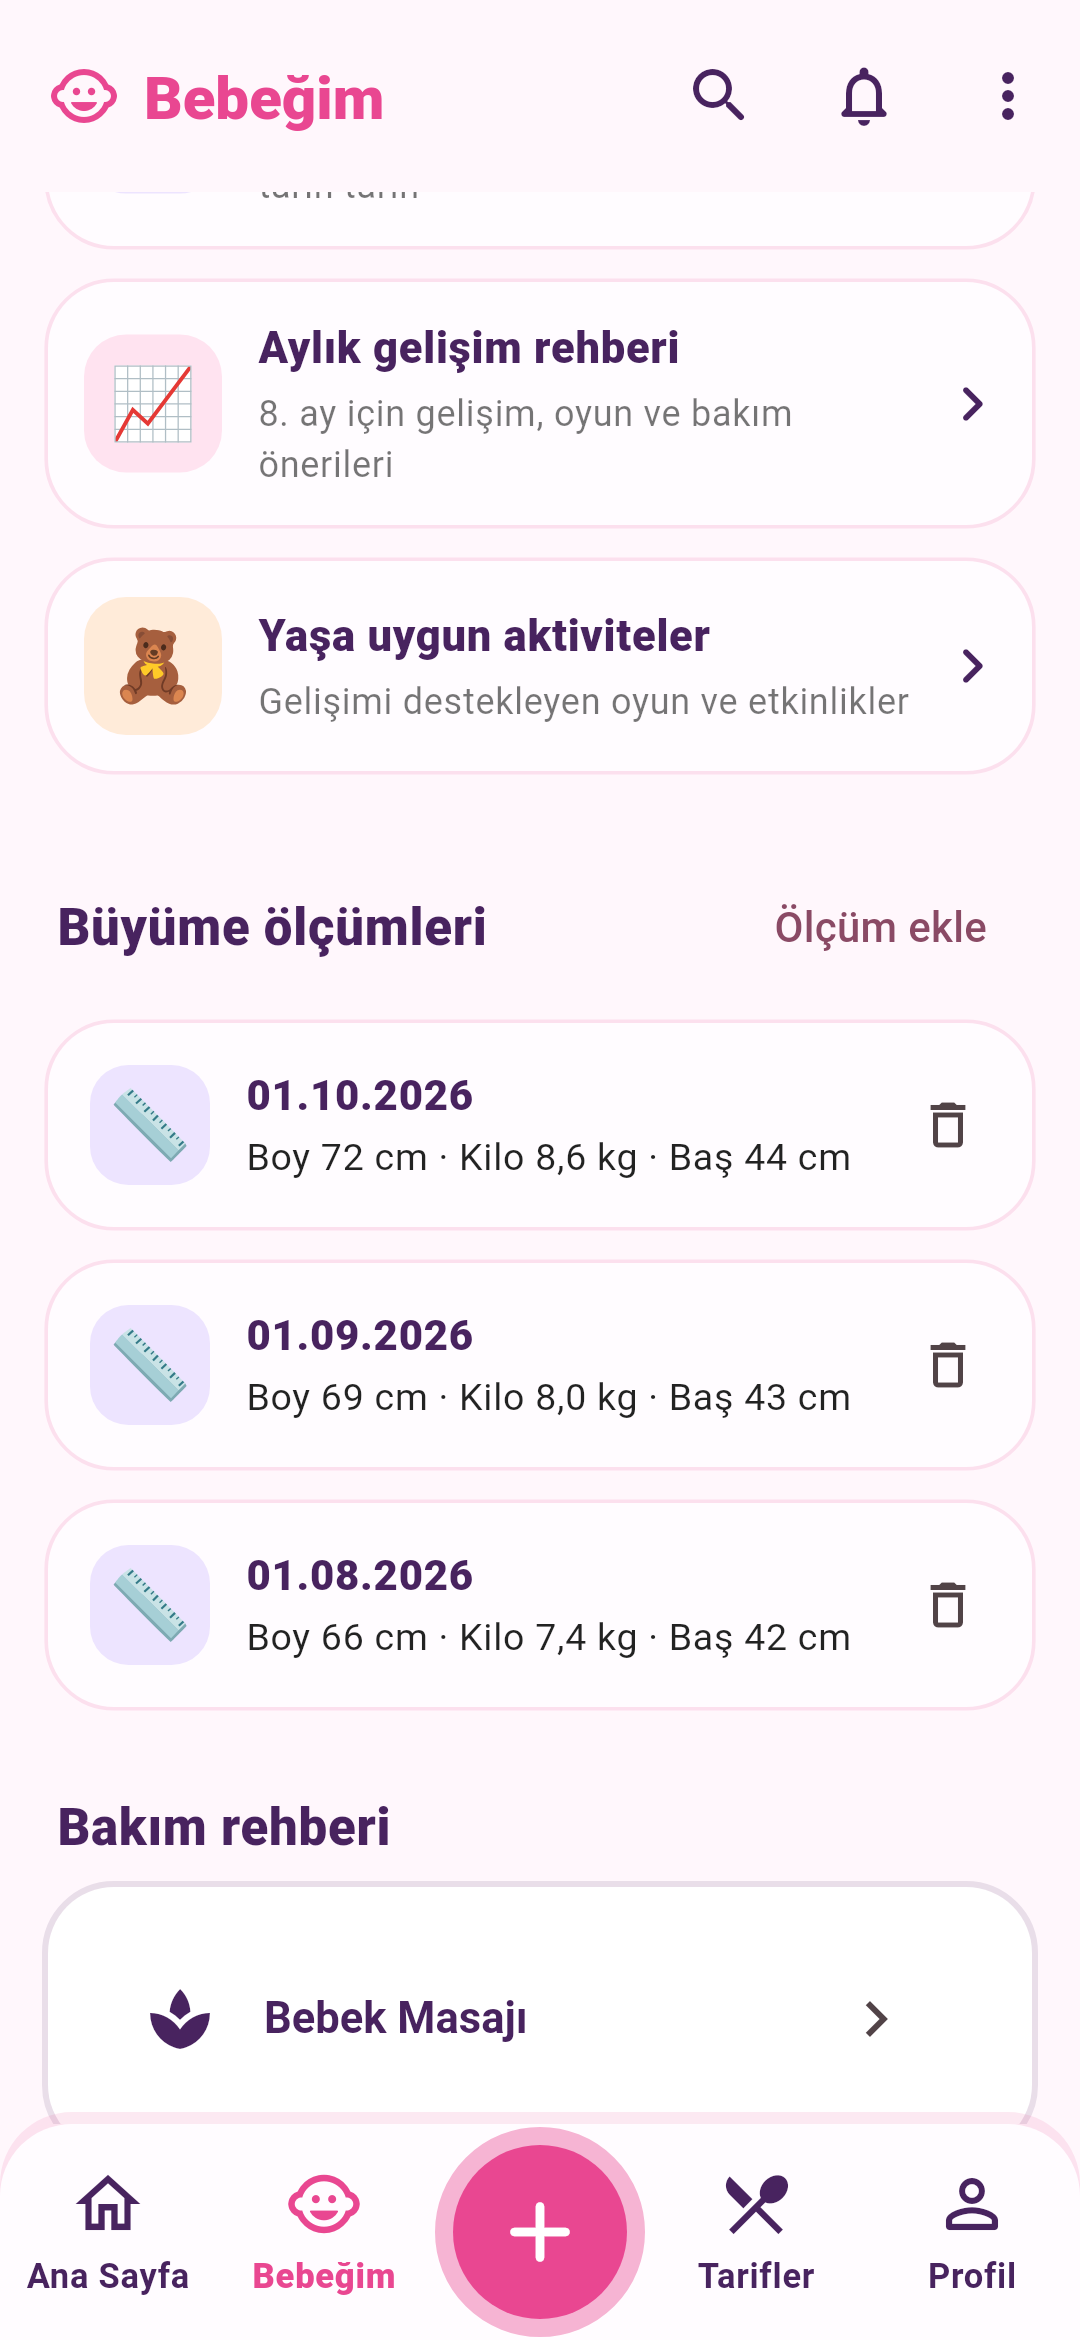 Bebeğim
Aylık gelişim rehberi
8. ay için gelişim, oyun ve bakım
önerileri
Yaşa uygun aktiviteler
Gelişimi destekleyen oyun ve etkinlikler
Büyüme ölçümleri
Ölçüm ekle
01.10.2026
Boy 72 cm · Kilo 8,6 kg · Baş 44 cm
01.09.2026
Boy 69 cm · Kilo 8,0 kg · Baş 43 cm
01.08.2026
Boy 66 cm · Kilo 7,4 kg · Baş 42 cm
Bakım rehberi
Bebek Masajı
Ana Sayfa
Bebeğim
Tarifler
Profil